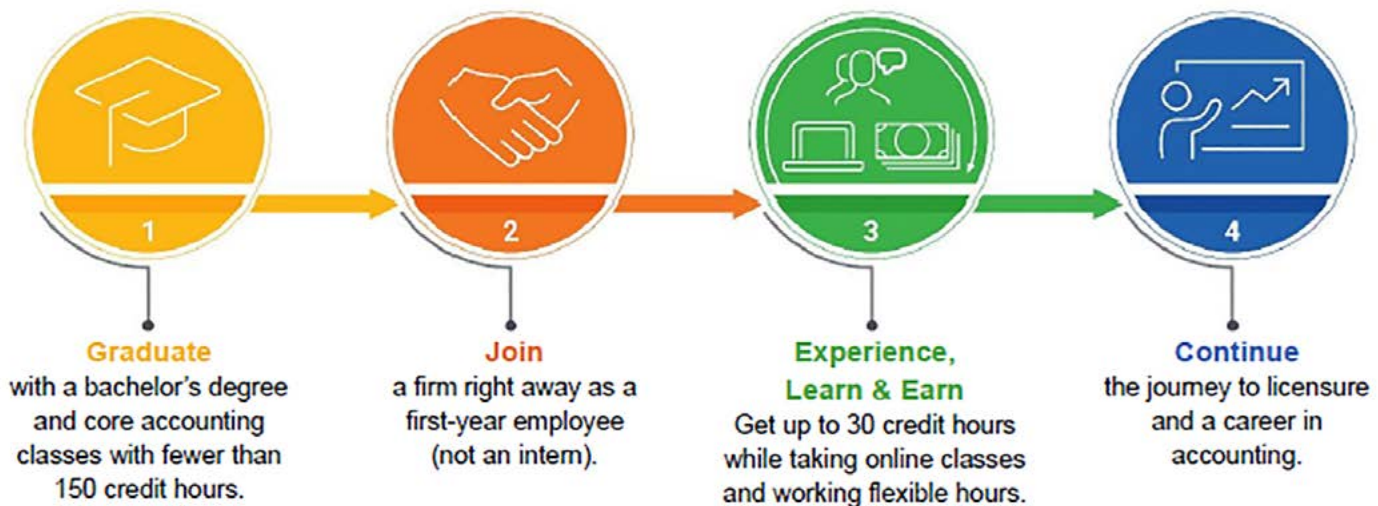 1
2
3
4
Graduate
with a bachelor's degree
and core accounting
classes with fewer than
150 credit hours.
Join
a firm right away as a
first-year employee
(not an intern).
Experience,
Learn & Earn
Get up to 30 credit hours
while taking online classes
and working flexible hours.
Continue
the journey to licensure
and a career in
accounting.